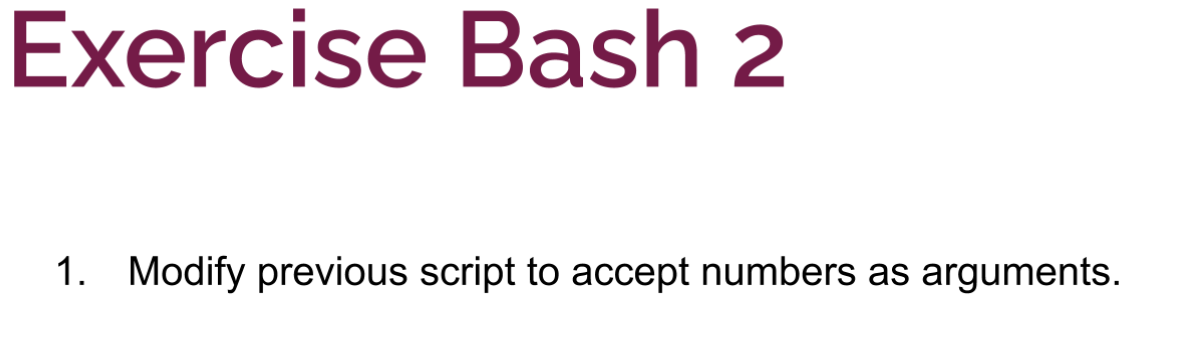 Exercise Bash 2
1. Modify previous script to accept numbers as arguments.